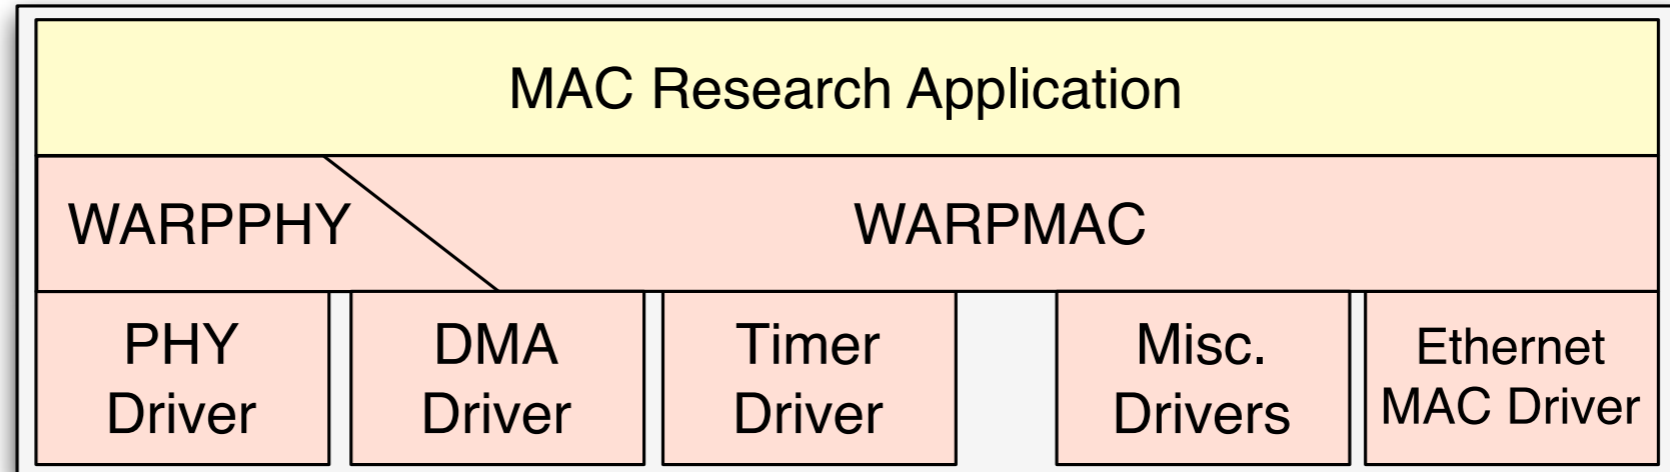 MAC Research Application
WARPPHY
WARPMAC
PHY
Driver
DMA
Driver
Timer
Driver
Misc.
Drivers
Ethernet
MAC Driver